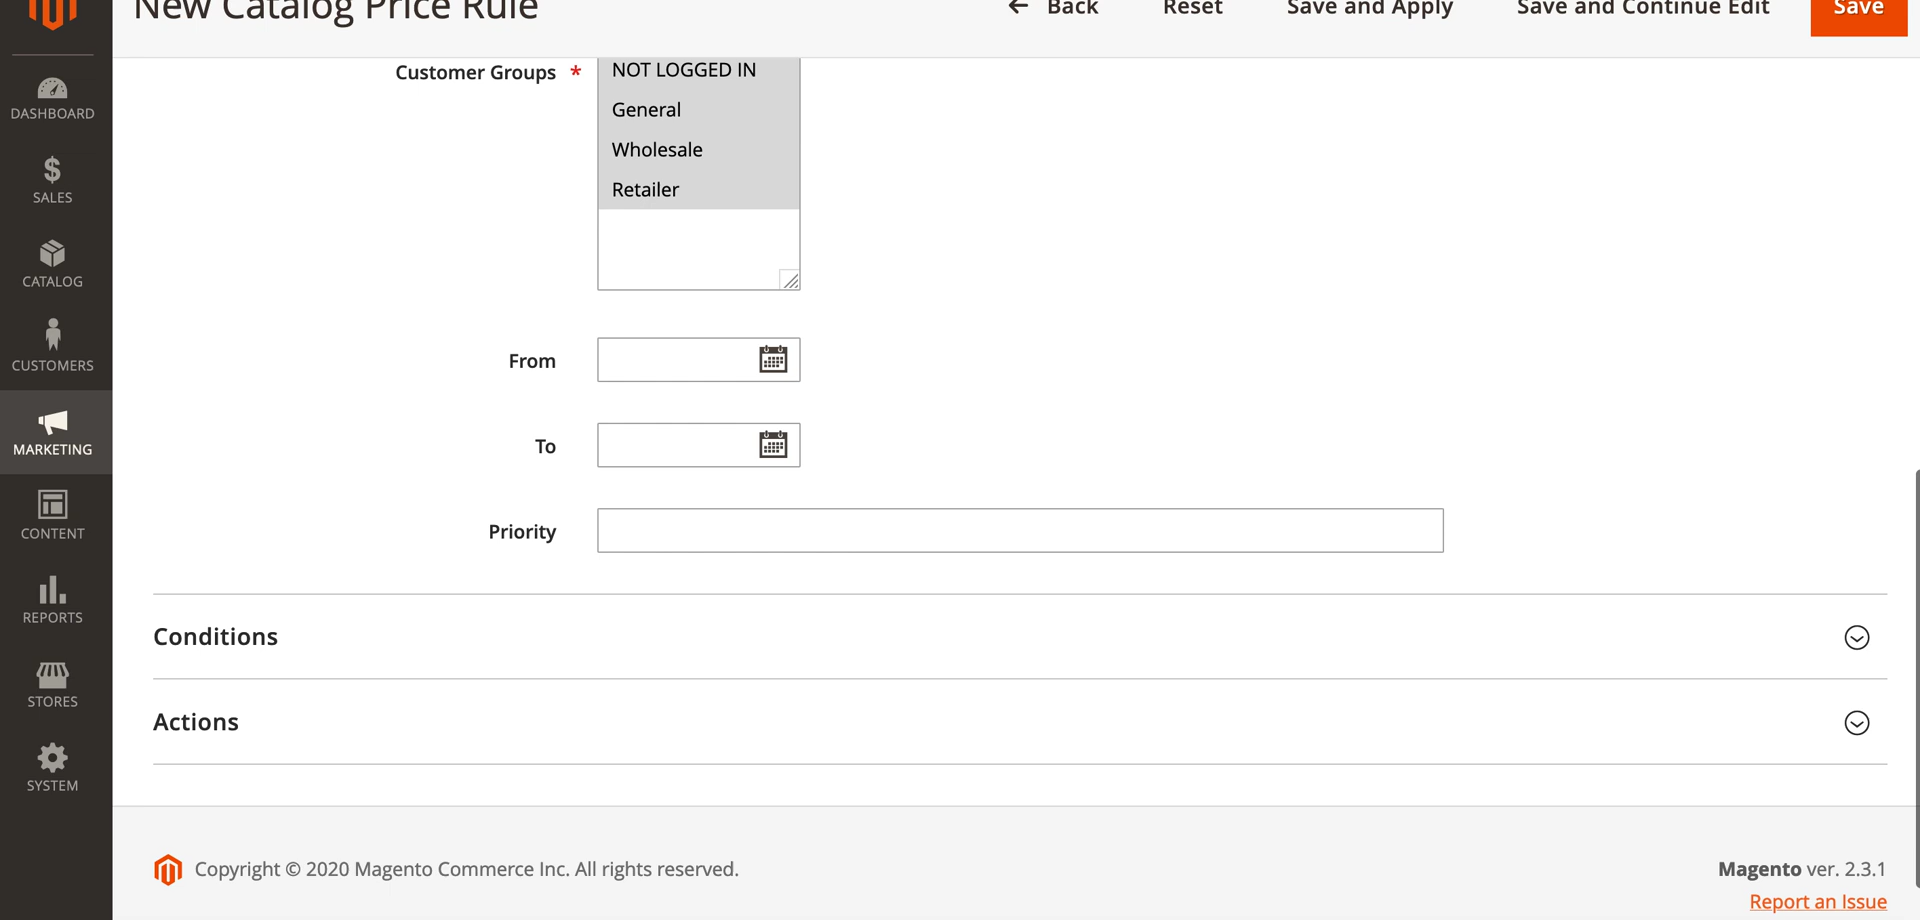 New Catalog Price Rule
← Back Reset Save and Apply Save and Continue Edit Save
DASHBOARD
SALES
CATALOG
CUSTOMERS
MARKETING
CONTENT
REPORTS
STORES
SYSTEM
Customer Groups *
NOT LOGGED IN
General
Wholesale
Retailer
From
To
Priority
Conditions
Actions
Copyright © 2020 Magento Commerce Inc. All rights reserved.
Magento ver. 2.3.1
Report an Issue